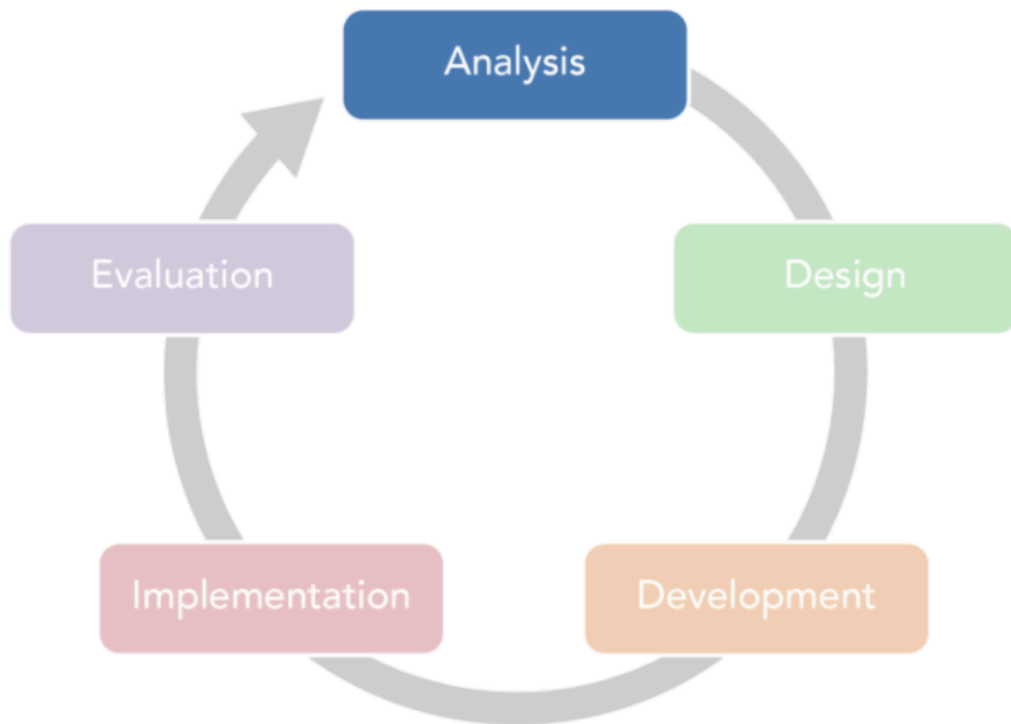 Analysis
Design
Development
Implementation
Evaluation